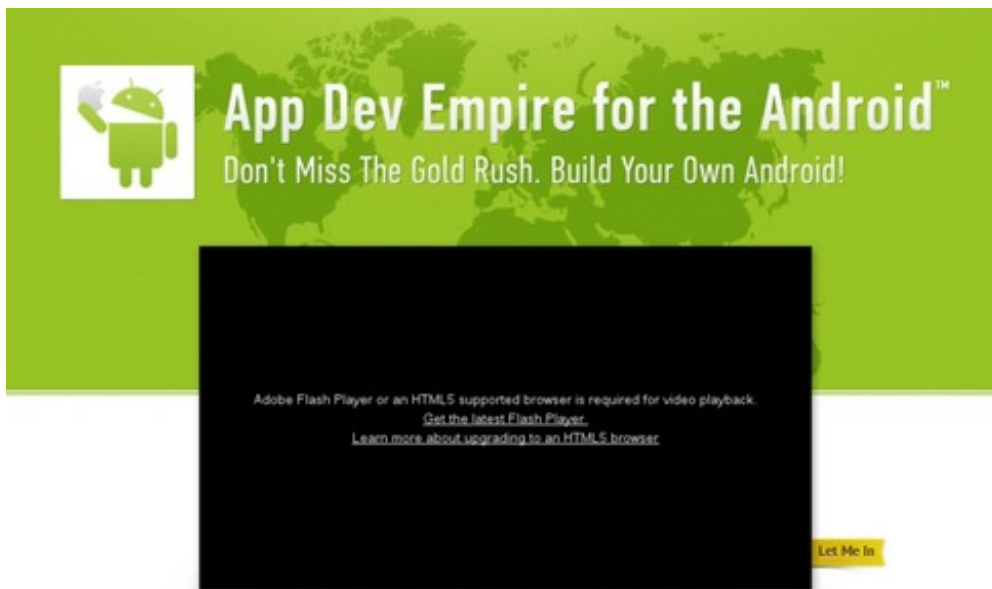 App Dev Empire for the Android™
Don't Miss The Gold Rush. Build Your Own Android!
Adobe Flash Player or an HTML5 supported browser is required for video playback.
Get the latest Flash Player.
Learn more about upgrading to an HTML5 browser
Let Me In